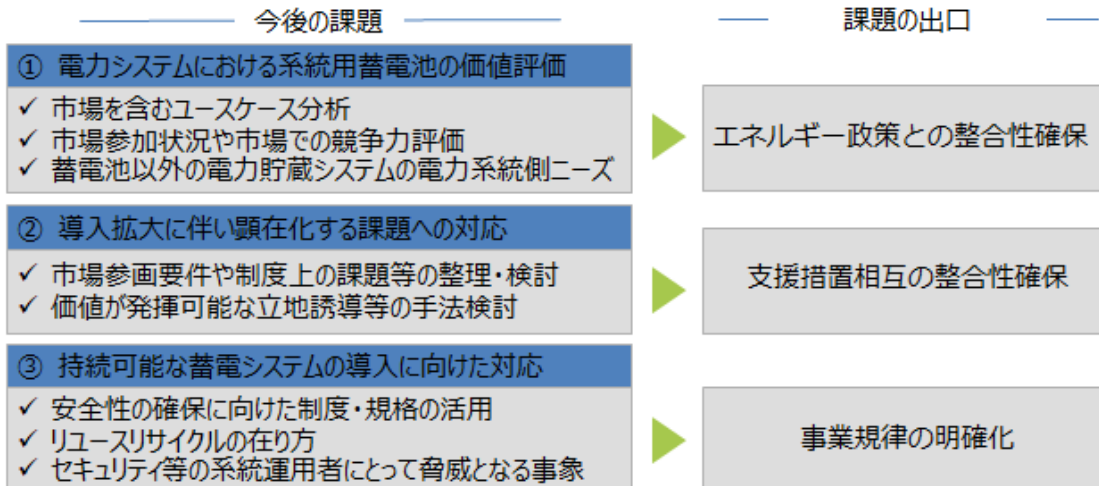 今後の課題
課題の出口
① 電力システムにおける系統用蓄電池の価値評価
✓ 市場を含むユースケース分析
✓ 市場参加状況や市場での競争力評価
✓ 蓄電池以外の電力貯蔵システムの電力系統側ニーズ
エネルギー政策との整合性確保
② 導入拡大に伴い顕在化する課題への対応
✓ 市場参画要件や制度上の課題等の整理・検討
✓ 価値が発揮可能な立地誘導等の手法検討
支援措置相互の整合性確保
③ 持続可能な蓄電システムの導入に向けた対応
✓ 安全性の確保に向けた制度・規格の活用
✓ リユースリサイクルの在り方
✓ セキュリティ等の系統運用者にとって脅威となる事象
事業規律の明確化